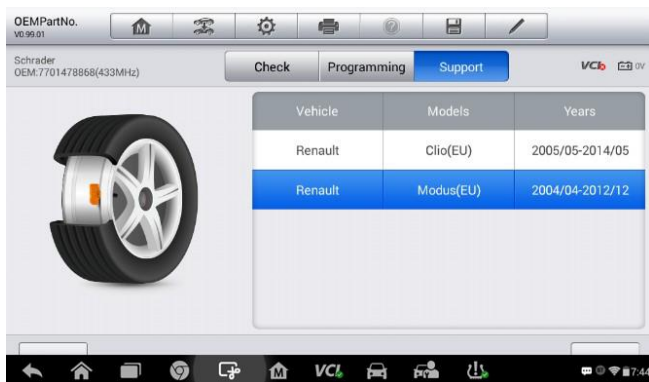 OEMPartNo.
V0.99.01
M
?
Schrader
OEM:7701478868(433MHz)
Check
Programming
Support
VCI
0V
Vehicle Models Years
Renault Clio(EU) 2005/05-2014/05
Renault Modus(EU) 2004/04-2012/12
M
VCI
7:44